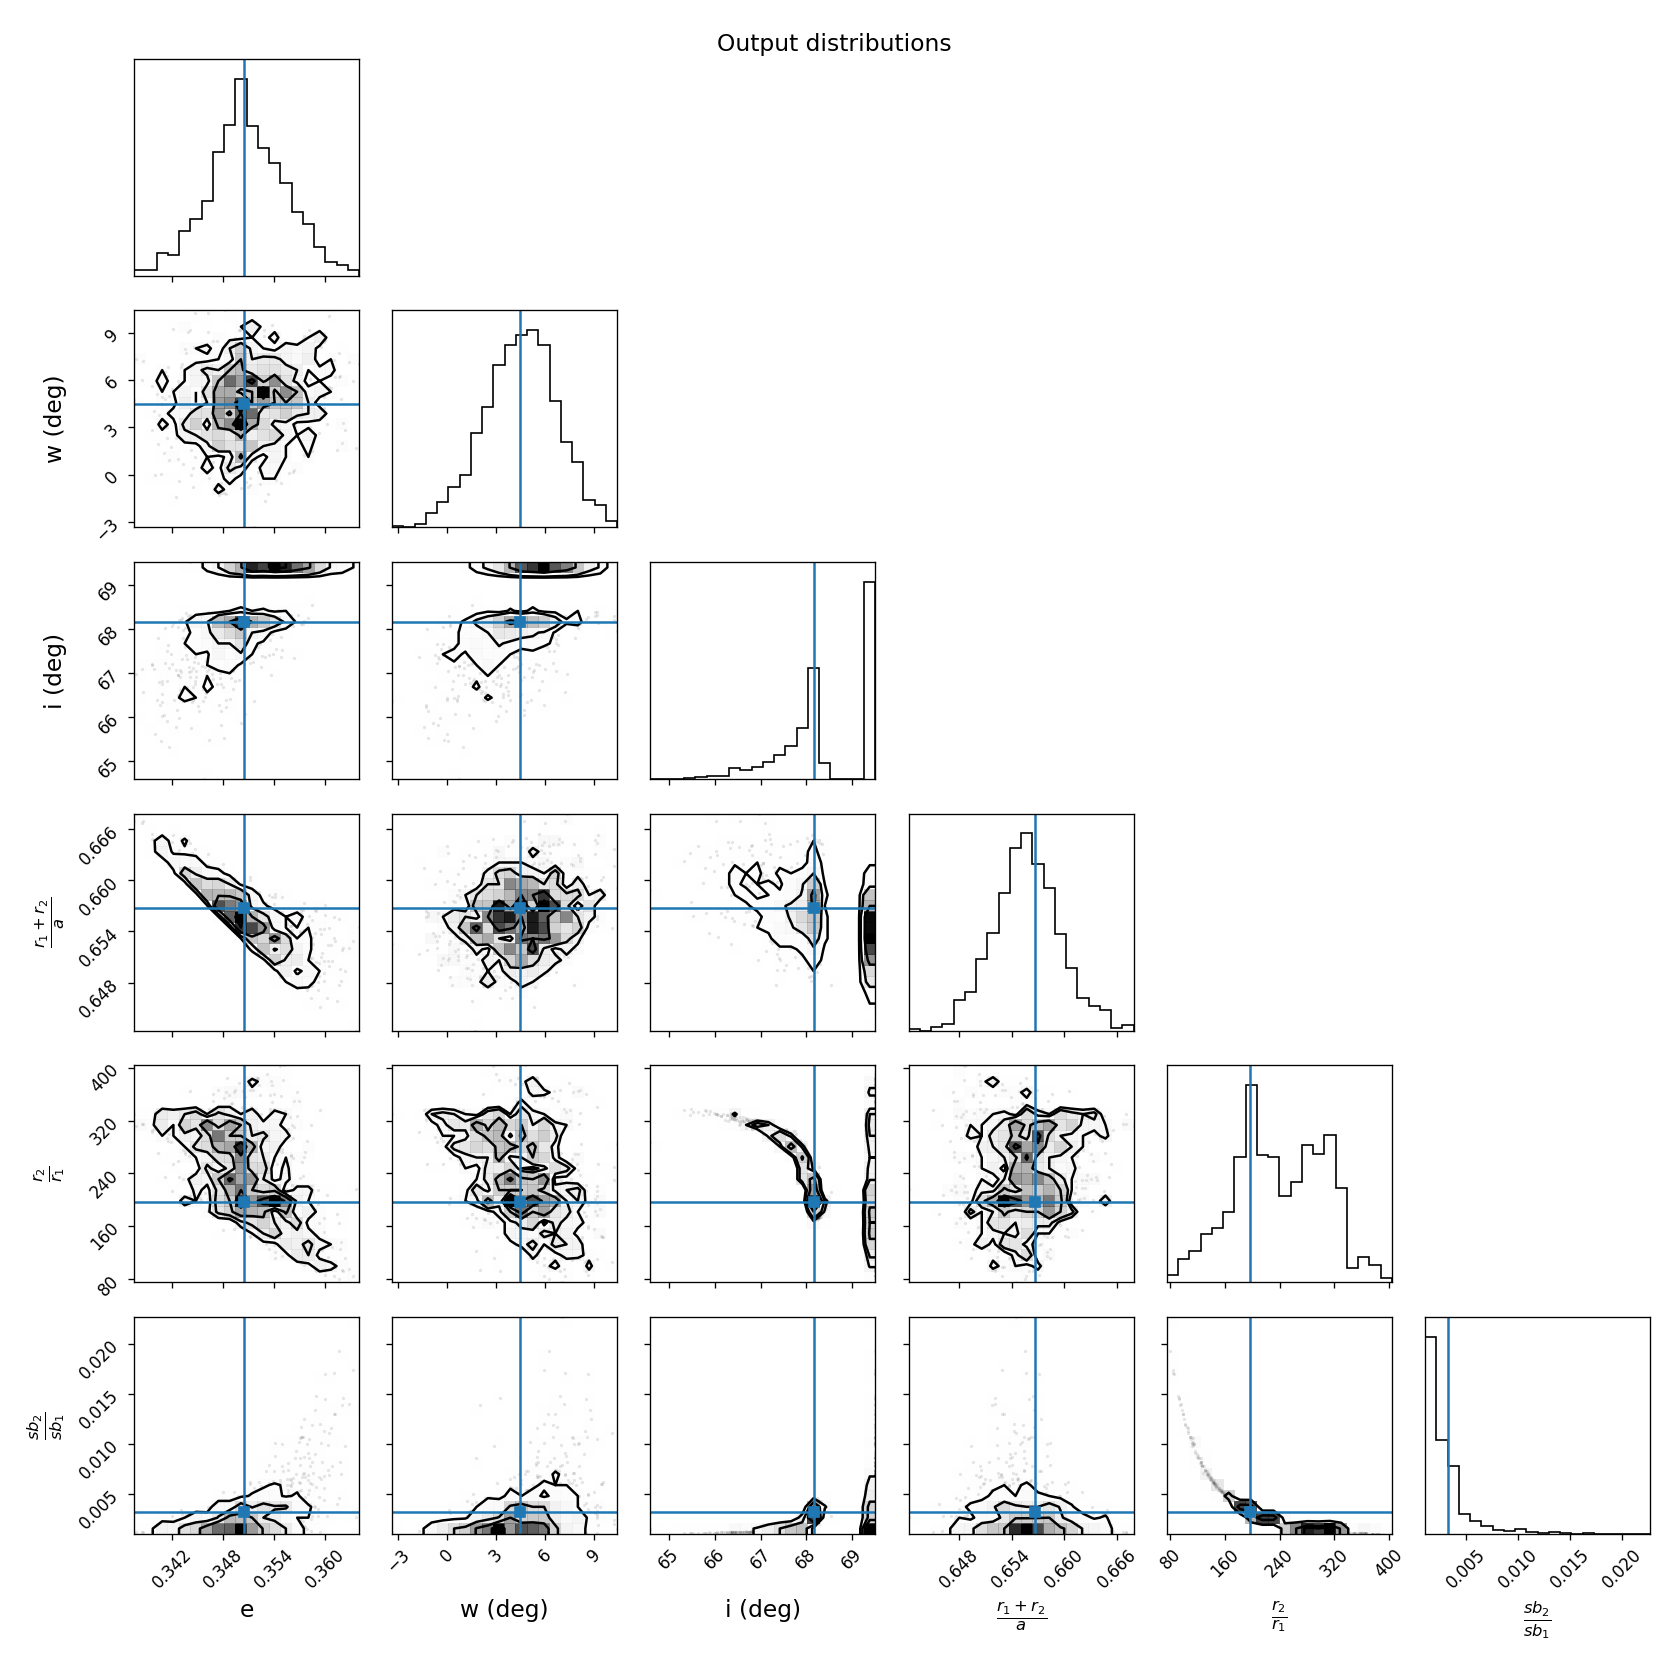 Output distributions
9
6
3
0
−3
w (deg)
69
68
67
66
65
i (deg)
0.666
0.660
0.654
0.648
r₁ + r₂
a
400
320
240
160
80
r₂
r₁
0.020
0.015
0.010
0.005
sb₂
sb₁
0.342 0.348 0.354 0.360 −3 0 3 6 9 65 66 67 68 69 0.648 0.654 0.660 0.666 80 160 240 320 400 0.005 0.010 0.015 0.020
e w (deg) i (deg)
r₁ + r₂
a
r₂
r₁
sb₂
sb₁